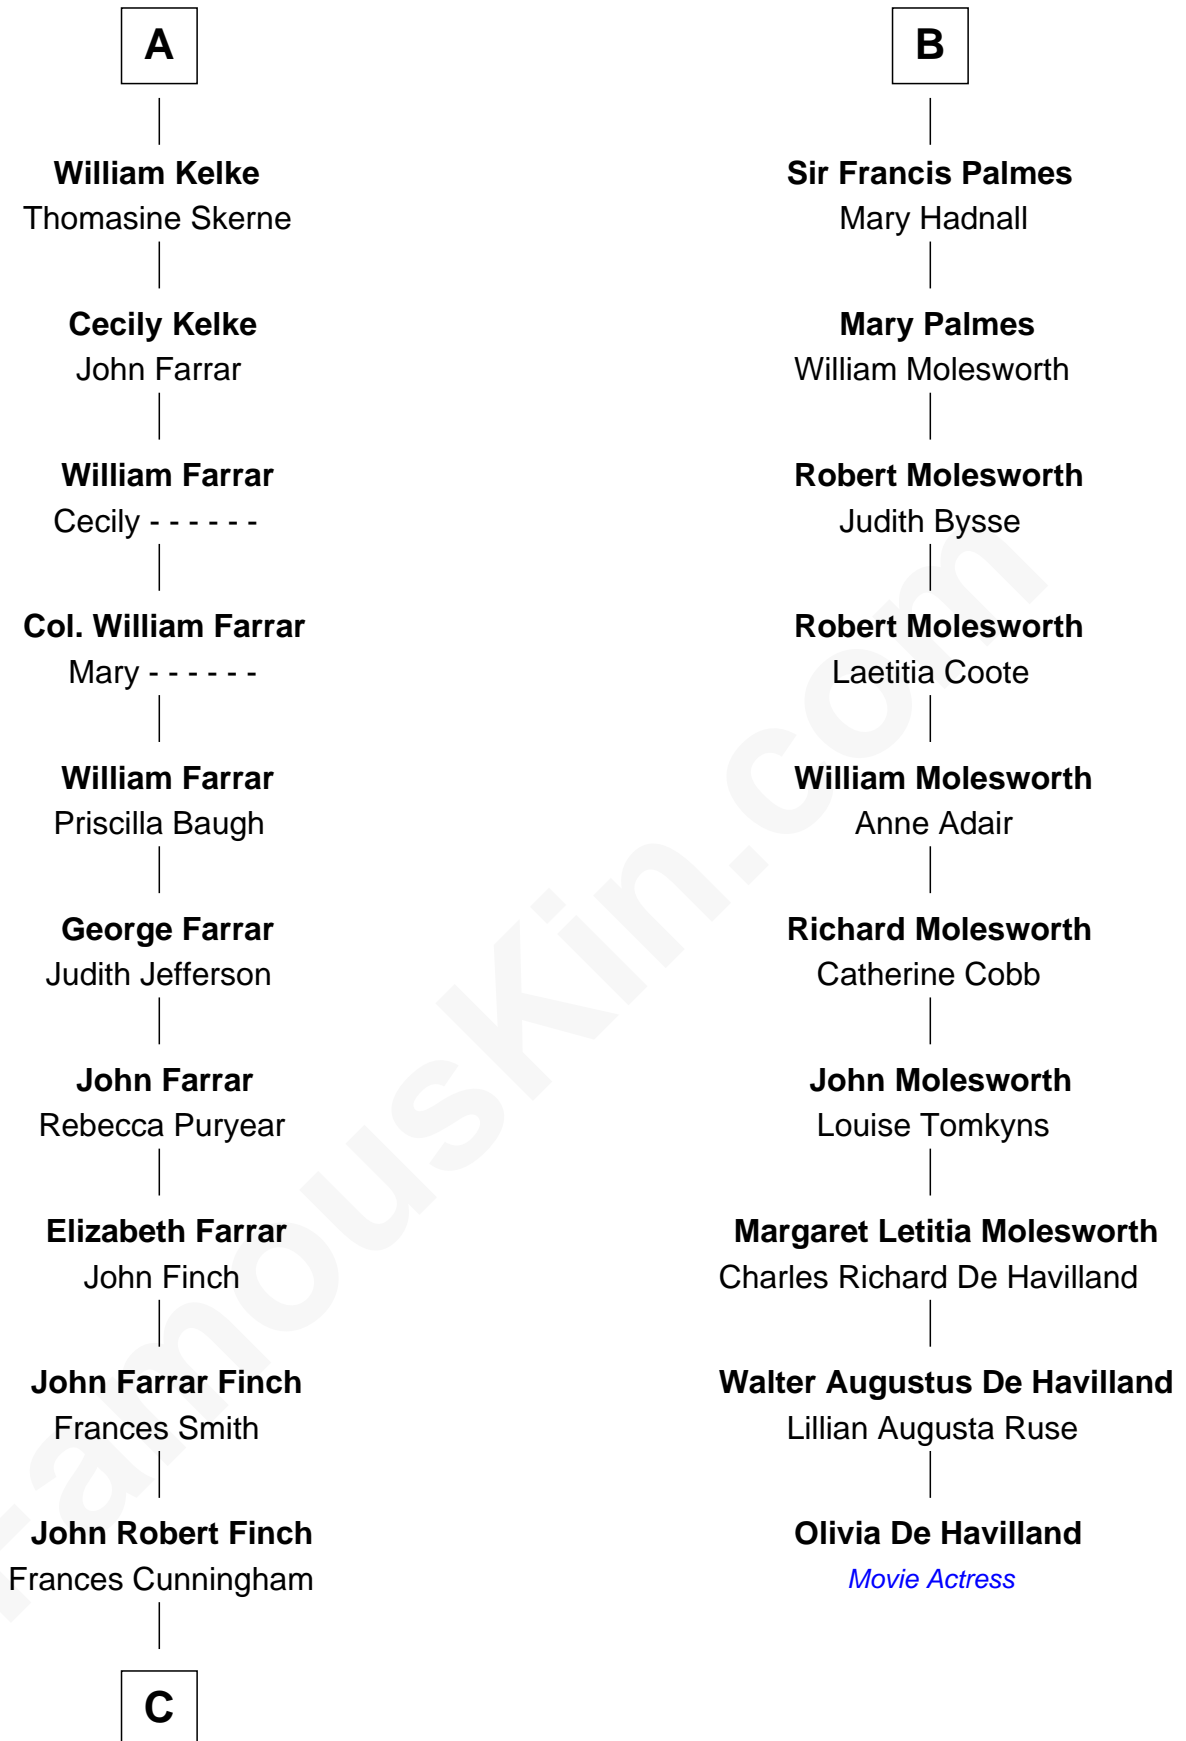 A
William Kelke
Thomasine Skerne
Cecily Kelke
John Farrar
William Farrar
Cecily - - - - - -
Col. William Farrar
Mary - - - - - -
William Farrar
Priscilla Baugh
George Farrar
Judith Jefferson
John Farrar
Rebecca Puryear
Elizabeth Farrar
John Finch
John Farrar Finch
Frances Smith
John Robert Finch
Frances Cunningham
C
B
Sir Francis Palmes
Mary Hadnall
Mary Palmes
William Molesworth
Robert Molesworth
Judith Bysse
Robert Molesworth
Laetitia Coote
William Molesworth
Anne Adair
Richard Molesworth
Catherine Cobb
John Molesworth
Louise Tomkyns
Margaret Letitia Molesworth
Charles Richard De Havilland
Walter Augustus De Havilland
Lillian Augusta Ruse
Olivia De Havilland
Movie Actress
FamousKin.com